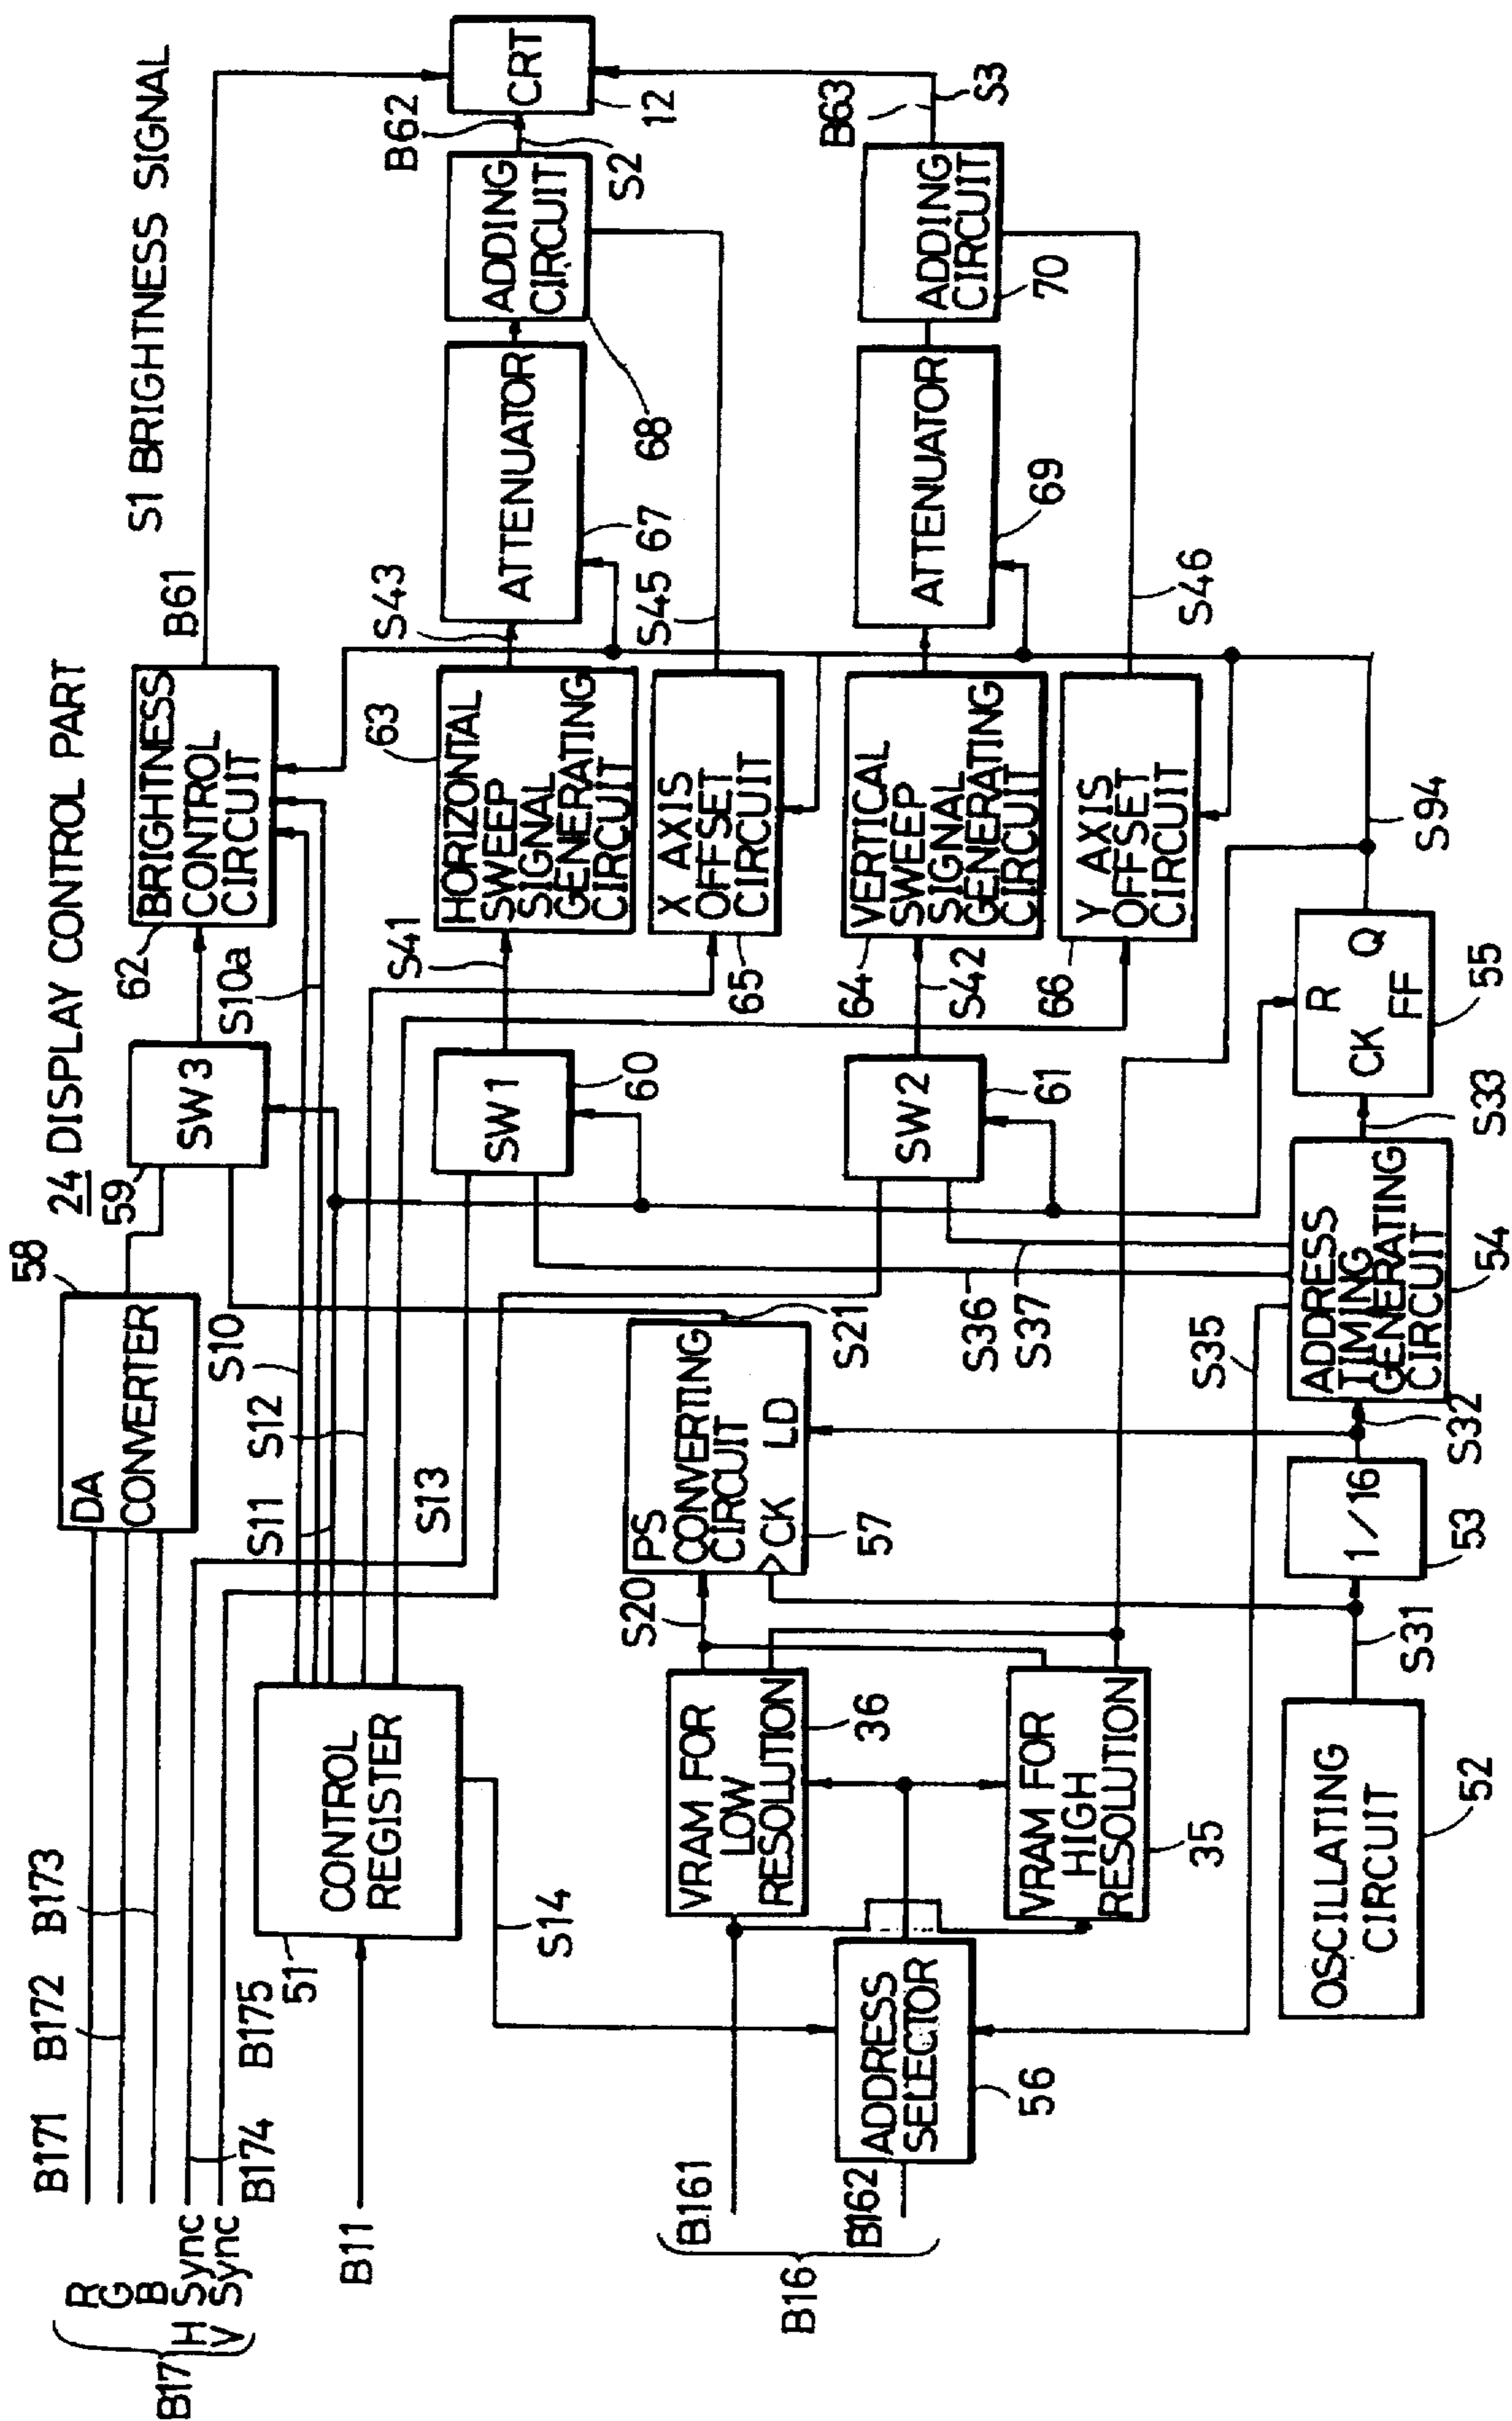 24 DISPLAY CONTROL PART
S1 BRIGHTNESS SIGNAL
B17
R
G
B
H Sync
V Sync
B171
B172
B173
B174
B175
58
DA
CONVERTER
59
SW3
62
BRIGHTNESS
CONTROL
CIRCUIT
B61
B62
CRT
12
S10
S10a
S11
S12
S13
B11
51
CONTROL
REGISTER
S14
SW1
60
S41
63
HORIZONTAL
SWEEP
SIGNAL
GENERATING
CIRCUIT
S43
ATTENUATOR
67
ADDING
CIRCUIT
68
S2
X AXIS
OFFSET
CIRCUIT
65
S45
B16
B161
B162
ADDRESS
SELECTOR
56
VRAM FOR
LOW
RESOLUTION
36
VRAM FOR
HIGH
RESOLUTION
35
S20
PS
CONVERTING
CIRCUIT
CK
LD
57
S21
SW2
61
S42
64
VERTICAL
SWEEP
SIGNAL
GENERATING
CIRCUIT
ATTENUATOR
69
ADDING
CIRCUIT
70
B63
S3
66
Y AXIS
OFFSET
CIRCUIT
S46
S36
S37
S35
OSCILLATING
CIRCUIT
52
S31
1/16
53
S32
ADDRESS
TIMING
GENERATING
CIRCUIT
54
S33
R
CK
Q
FF
55
S94